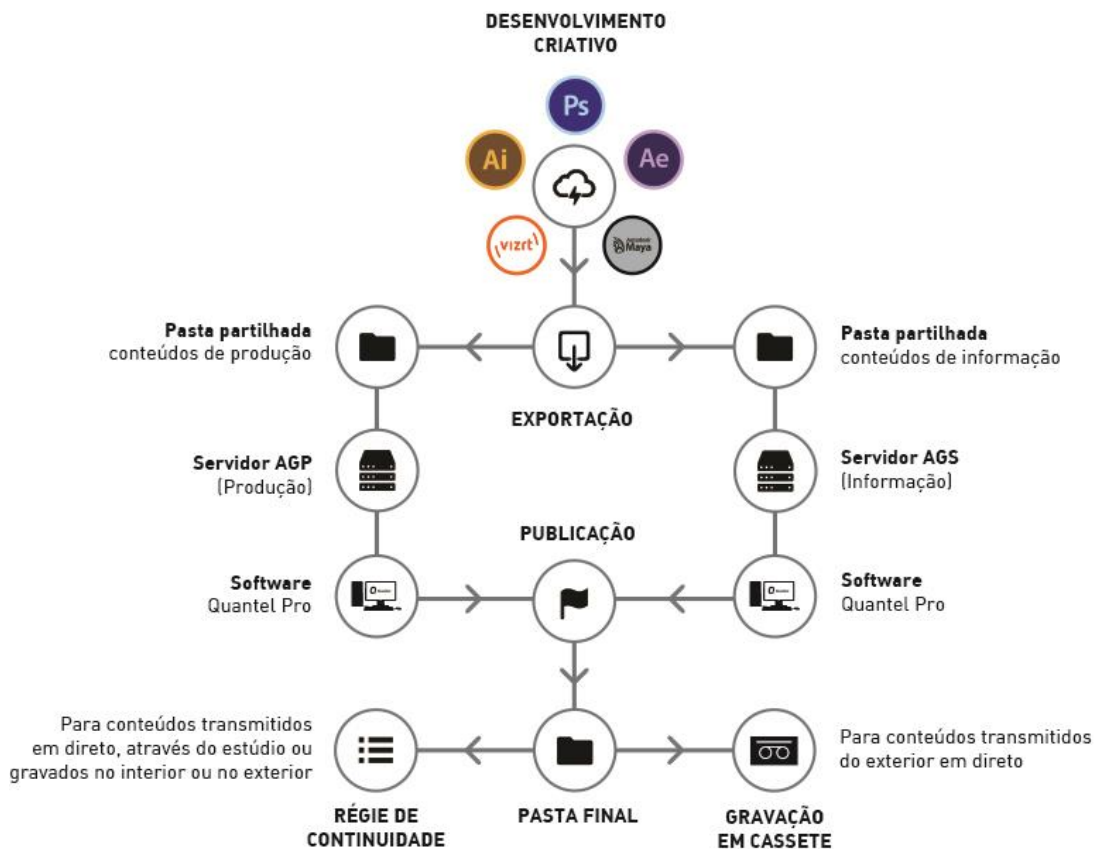 DESENVOLVIMENTO
CRIATIVO
Ps
Ai
Ae
vizrt
Maya
Pasta partilhada
conteúdos de produção
Pasta partilhada
conteúdos de informação
EXPORTAÇÃO
Servidor AGP
(Produção)
Servidor AGS
(Informação)
PUBLICAÇÃO
Software
Quantel Pro
Software
Quantel Pro
Para conteúdos transmitidos
em direto, através do estúdio ou
gravados no interior ou no exterior
Para conteúdos transmitidos
do exterior em direto
RÉGIE DE
CONTINUIDADE
PASTA FINAL
GRAVAÇÃO
EM CASSETE